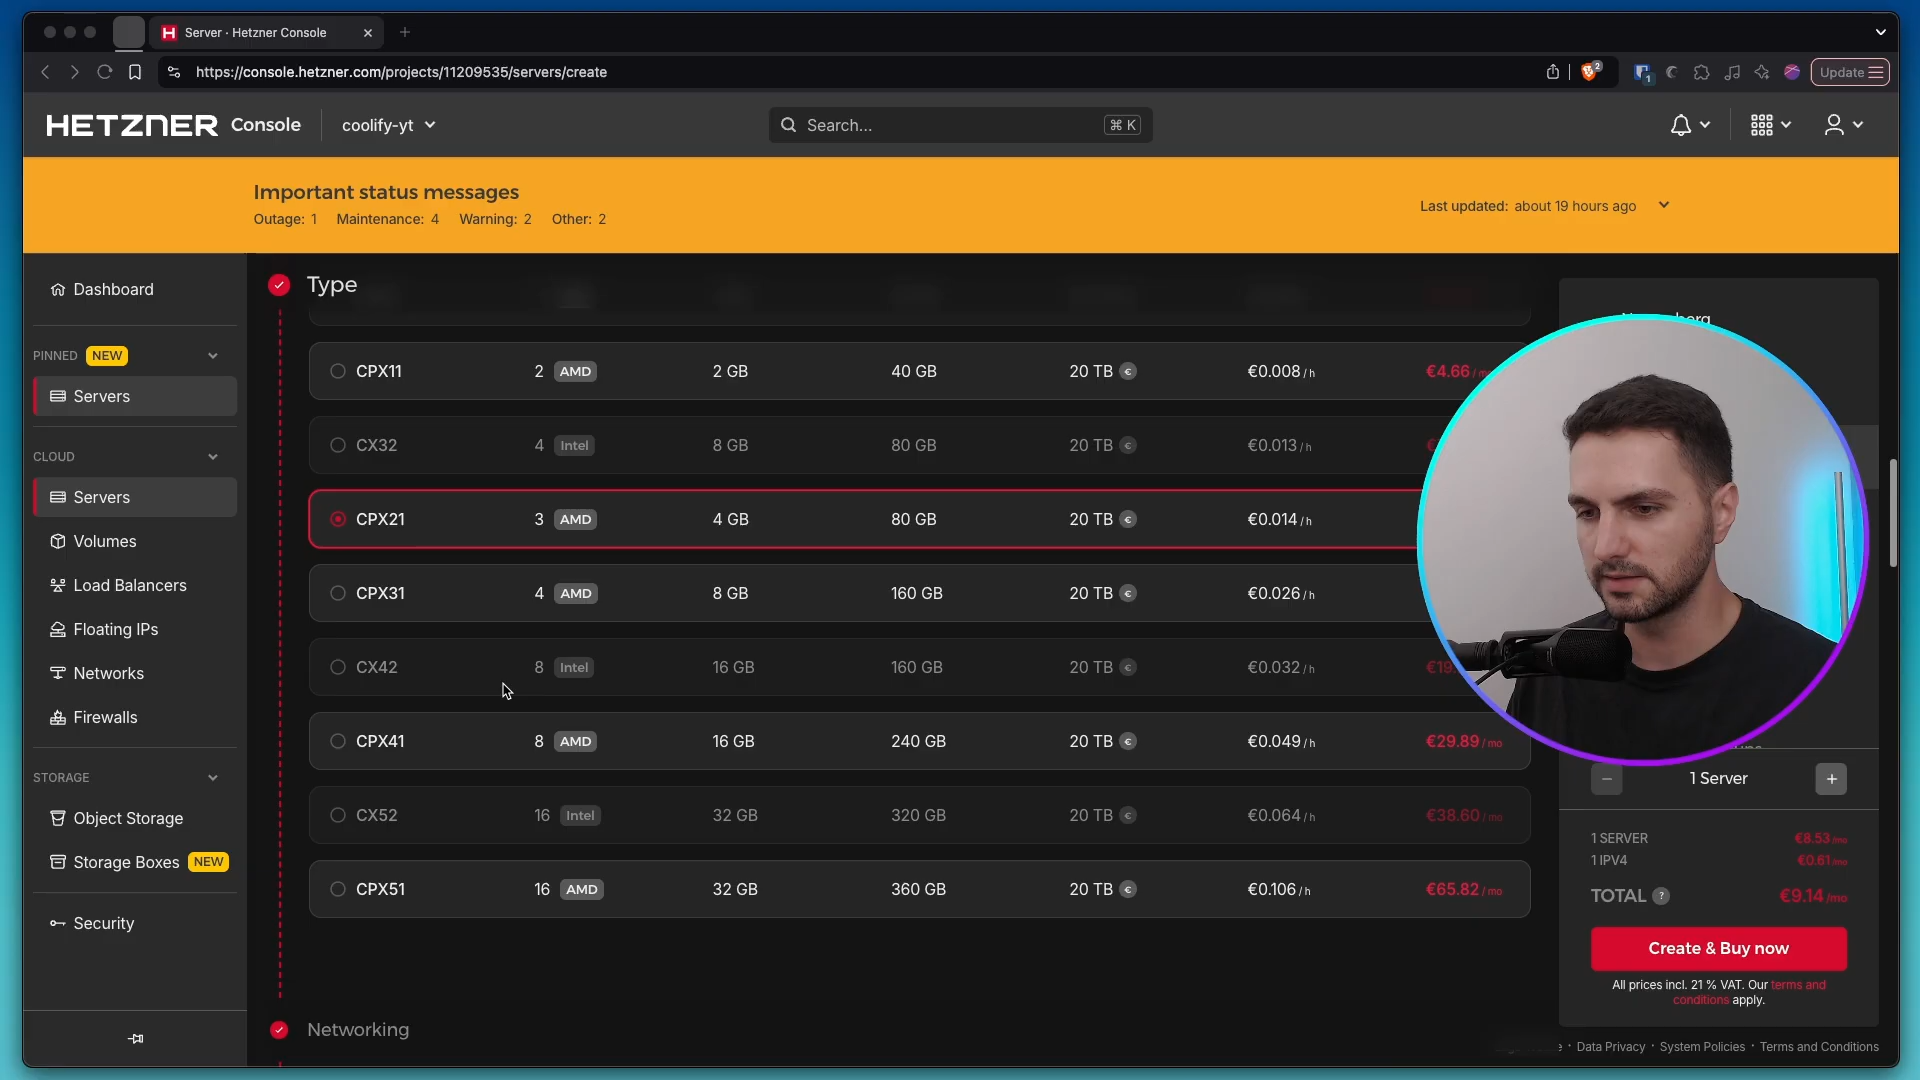 Server · Hetzner Console
https://console.hetzner.com/projects/11209535/servers/create
2
1
Update
HETZNER Console
coolify-yt
Search...
⌘ K
Important status messages
Outage: 1 Maintenance: 4 Warning: 2 Other: 2
Last updated: about 19 hours ago
Dashboard
PINNED NEW
Servers
CLOUD
Servers
Volumes
Load Balancers
Floating IPs
Networks
Firewalls
STORAGE
Object Storage
Storage Boxes NEW
Security
Type
CPX11 2 AMD 2 GB 40 GB 20 TB € €0.008 / h €4.66 / mo
CX32 4 Intel 8 GB 80 GB 20 TB € €0.013 / h
CPX21 3 AMD 4 GB 80 GB 20 TB € €0.014 / h
CPX31 4 AMD 8 GB 160 GB 20 TB € €0.026 / h
CX42 8 Intel 16 GB 160 GB 20 TB € €0.032 / h
CPX41 8 AMD 16 GB 240 GB 20 TB € €0.049 / h €29.89 / mo
CX52 16 Intel 32 GB 320 GB 20 TB € €0.064 / h €38.60 / mo
CPX51 16 AMD 32 GB 360 GB 20 TB € €0.106 / h €65.82 / mo
Networking
1 Server
1 SERVER €8.53 /mo
1 IPV4 €0.61 /mo
TOTAL ? €9.14 /mo
Create & Buy now
All prices incl. 21 % VAT. Our terms and
conditions apply.
· Data Privacy · System Policies · Terms and Conditions